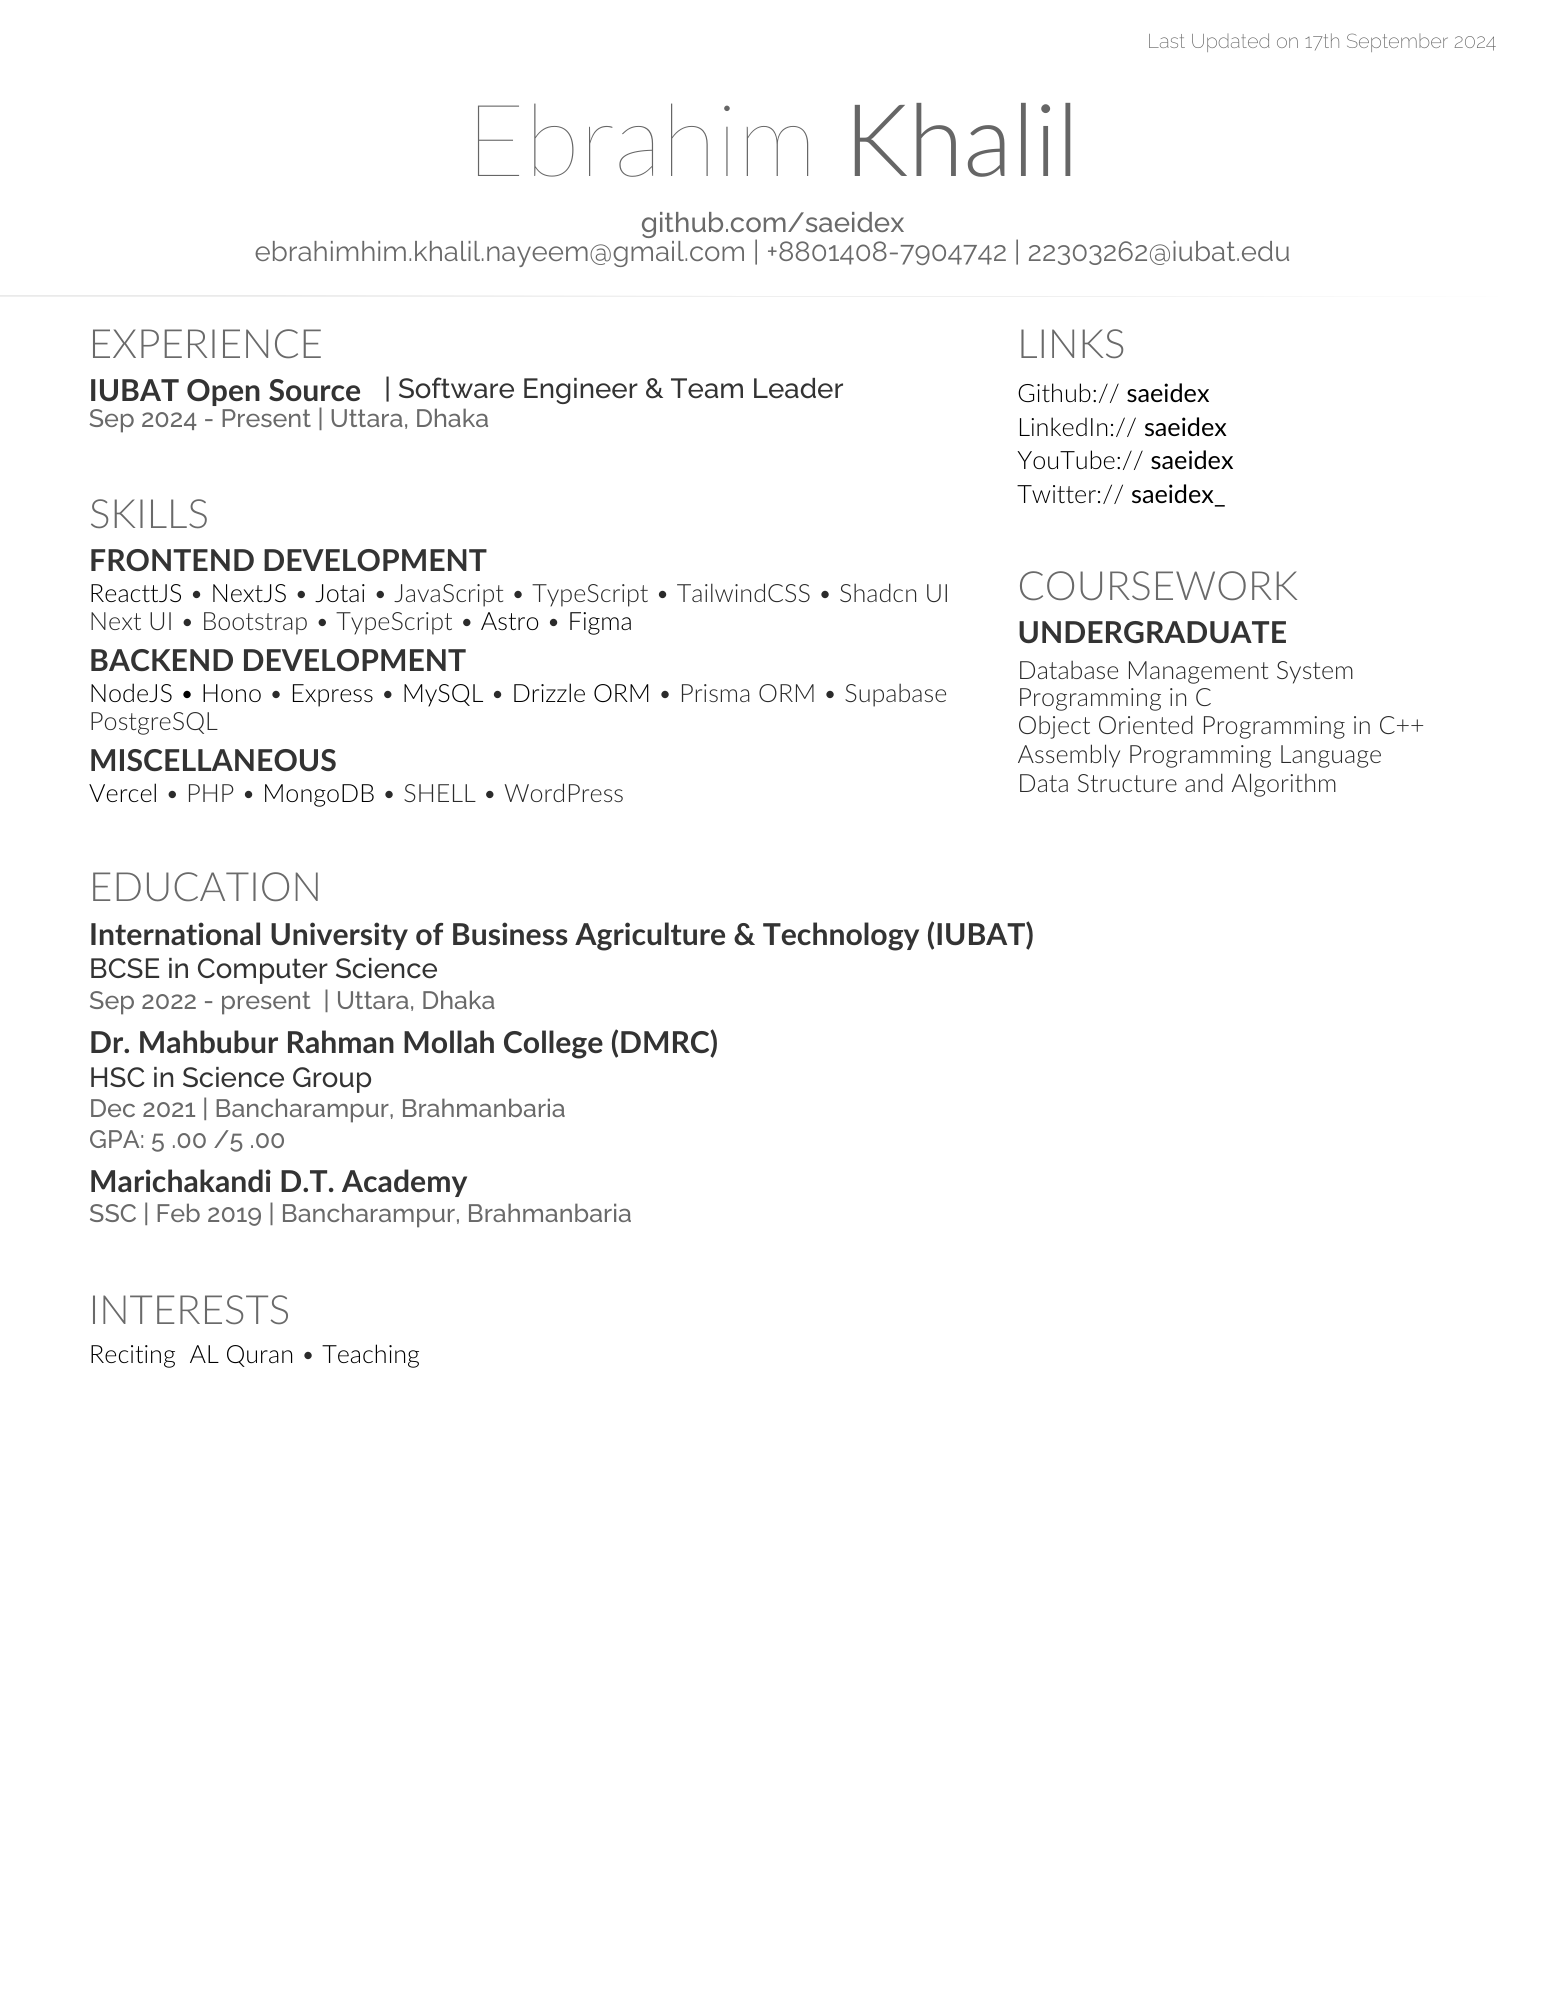 Last Updated on 17th September 2024
Ebrahim Khalil
github.com/saeidex
ebrahimhim.khalil.nayeem@gmail.com | +8801408-7904742 | 22303262@iubat.edu
EXPERIENCE
IUBAT Open Source | Software Engineer & Team Leader
Sep 2024 - Present | Uttara, Dhaka
SKILLS
FRONTEND DEVELOPMENT
ReacttJS • NextJS • Jotai • JavaScript • TypeScript • TailwindCSS • Shadcn UI
Next UI • Bootstrap • TypeScript • Astro • Figma
BACKEND DEVELOPMENT
NodeJS • Hono • Express • MySQL • Drizzle ORM • Prisma ORM • Supabase
PostgreSQL
MISCELLANEOUS
Vercel • PHP • MongoDB • SHELL • WordPress
LINKS
Github:// saeidex
LinkedIn:// saeidex
YouTube:// saeidex
Twitter:// saeidex_
COURSEWORK
UNDERGRADUATE
Database Management System
Programming in C
Object Oriented Programming in C++
Assembly Programming Language
Data Structure and Algorithm
EDUCATION
International University of Business Agriculture & Technology (IUBAT)
BCSE in Computer Science
Sep 2022 - present | Uttara, Dhaka
Dr. Mahbubur Rahman Mollah College (DMRC)
HSC in Science Group
Dec 2021 | Bancharampur, Brahmanbaria
GPA: 5 .00 /5 .00
Marichakandi D.T. Academy
SSC | Feb 2019 | Bancharampur, Brahmanbaria
INTERESTS
Reciting AL Quran • Teaching